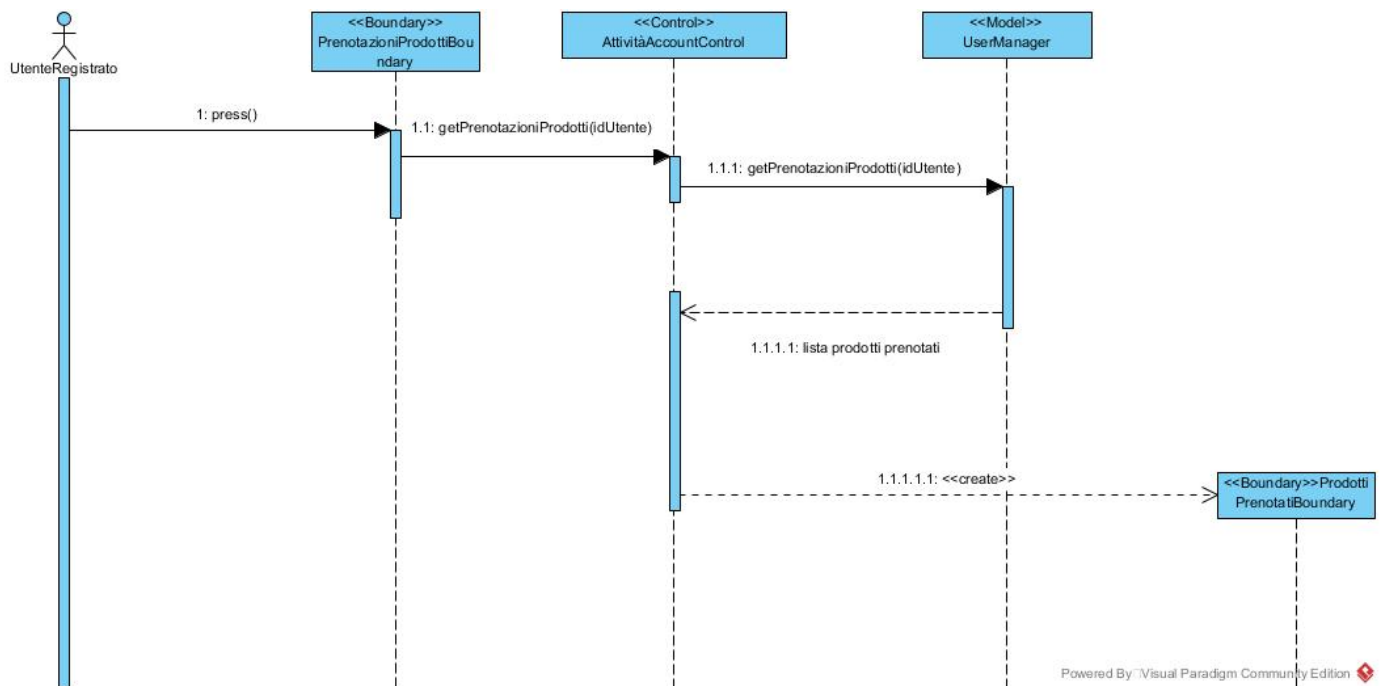 <<Boundary>>
PrenotazioniProdottiBou
ndary
<<Control>>
AttivitàAccountControl
<<Model>>
UserManager
UtenteRegistrato
1: press()
1.1: getPrenotazioniProdotti(idUtente)
1.1.1: getPrenotazioniProdotti(idUtente)
1.1.1.1: lista prodotti prenotati
1.1.1.1.1: <<create>>
<<Boundary>>Prodotti
PrenotatiBoundary
Powered By Visual Paradigm Community Edition